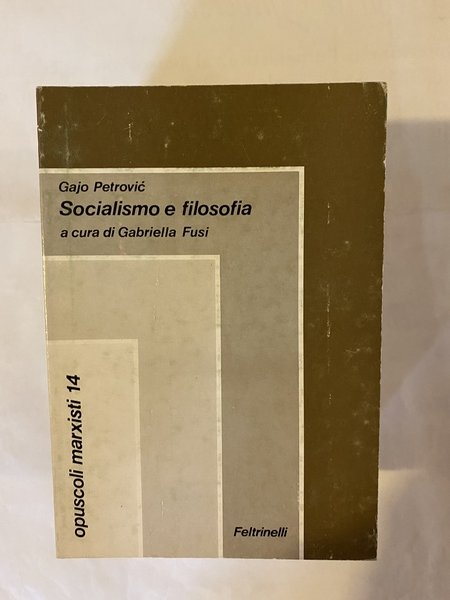 Gajo Petrović
Socialismo e filosofia
a cura di Gabriella Fusi
opuscoli marxisti 14
Feltrinelli